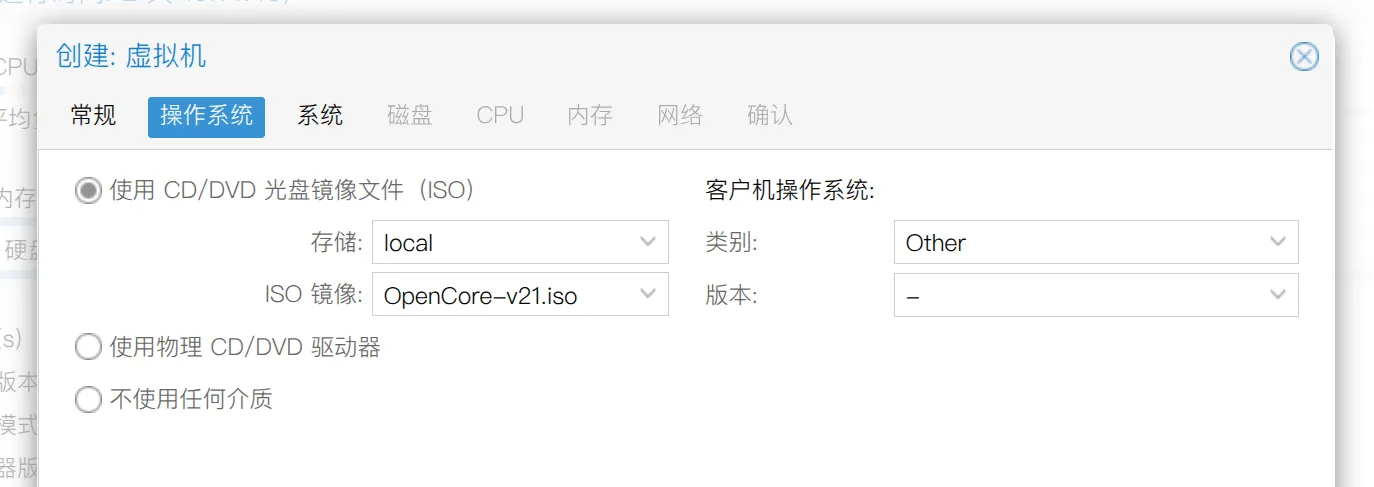 创建: 虚拟机
常规 操作系统 系统 磁盘 CPU 内存 网络 确认
使用 CD/DVD 光盘镜像文件（ISO） 客户机操作系统:
存储: local 类别: Other
ISO 镜像: OpenCore-v21.iso 版本: –
使用物理 CD/DVD 驱动器
不使用任何介质
CPU
平均
内存
硬盘
(s)
版本
模式
器版